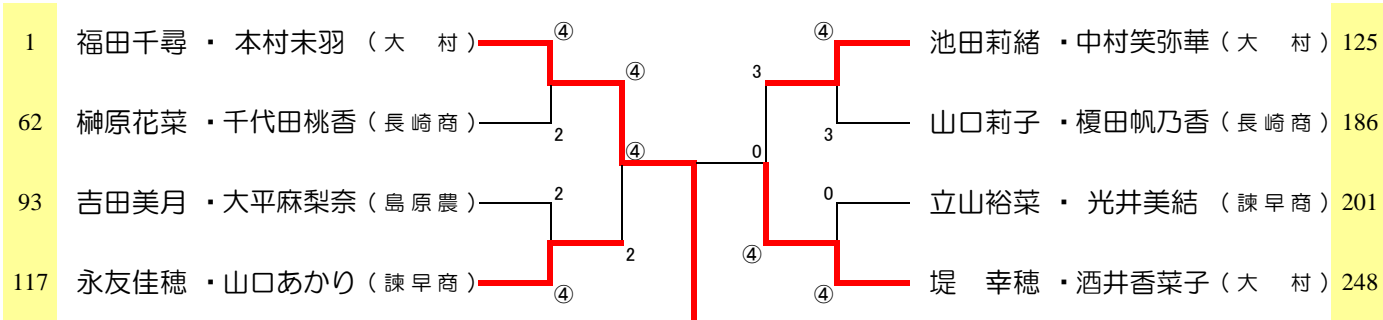 ④ ④
1 福田千尋 ・ 本村未羽 (大 村) 池田莉緒 ・中村笑弥華(大 村) 125
④ 3
62 榊原花菜 ・千代田桃香(長崎商) 山口莉子 ・榎田帆乃香(長崎商) 186
2 3
④ 0
2 0
93 吉田美月 ・大平麻梨奈(島原農) 立山裕菜 ・ 光井美結 (諫早商) 201
2 ④
117 永友佳穂 ・山口あかり(諫早商) 堤 幸穂 ・酒井香菜子(大 村) 248
④ ④